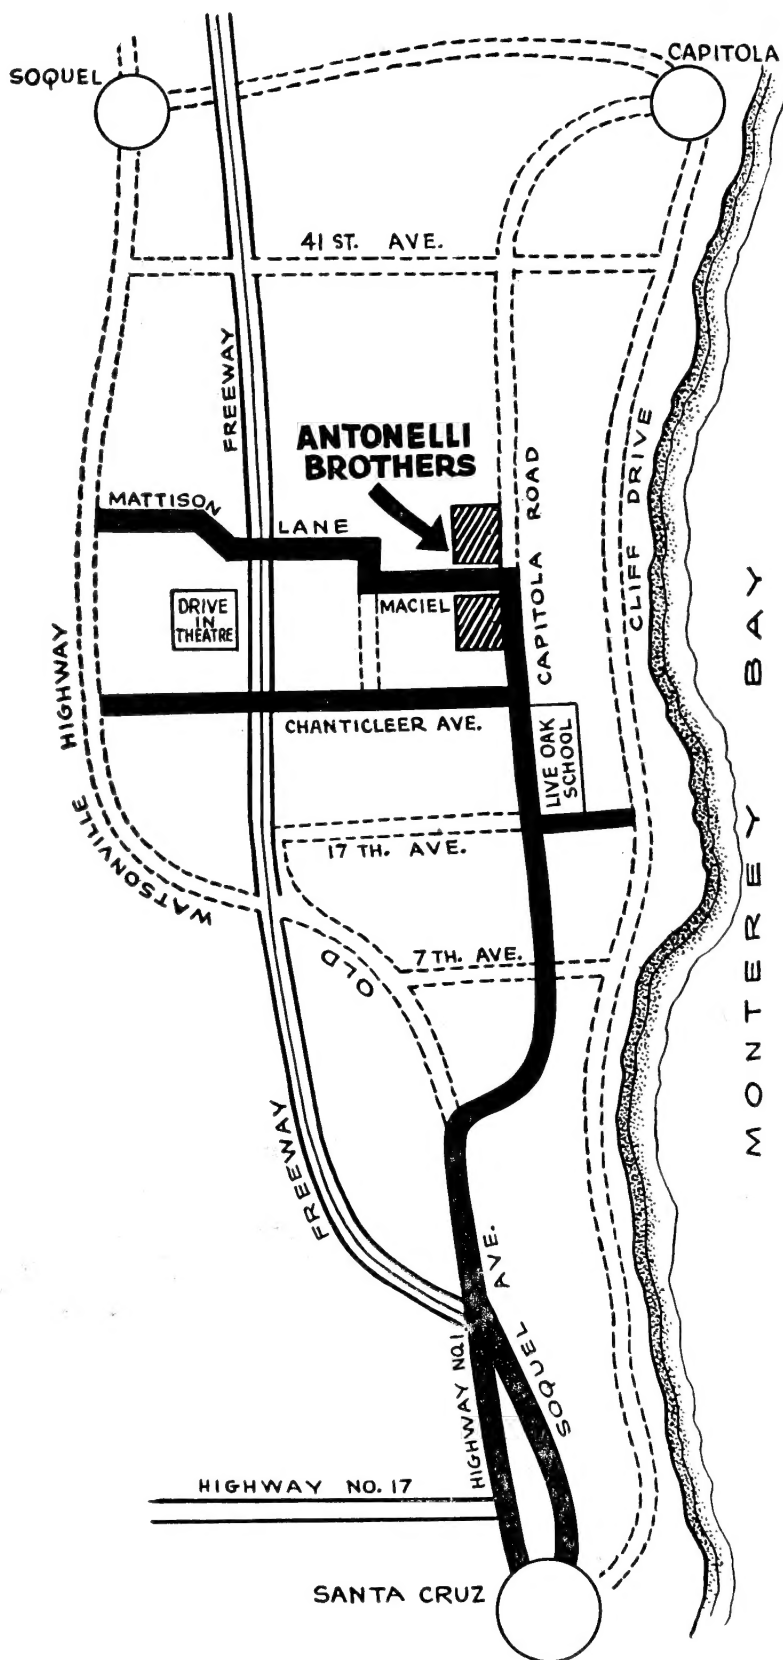 SOQUEL
CAPITOLA
41 ST. AVE.
FREEWAY
ANTONELLI
BROTHERS
CAPITOLA ROAD
CLIFF DRIVE
MATTISON LANE
DRIVE
IN
THEATRE
MACIEL
MONTEREY BAY
CHANTICLEER AVE.
LIVE OAK
SCHOOL
OLD WATSONVILLE HIGHWAY
17 TH. AVE.
7 TH. AVE.
FREEWAY
SOQUEL AVE.
HIGHWAY NO.1
HIGHWAY NO. 17
SANTA CRUZ